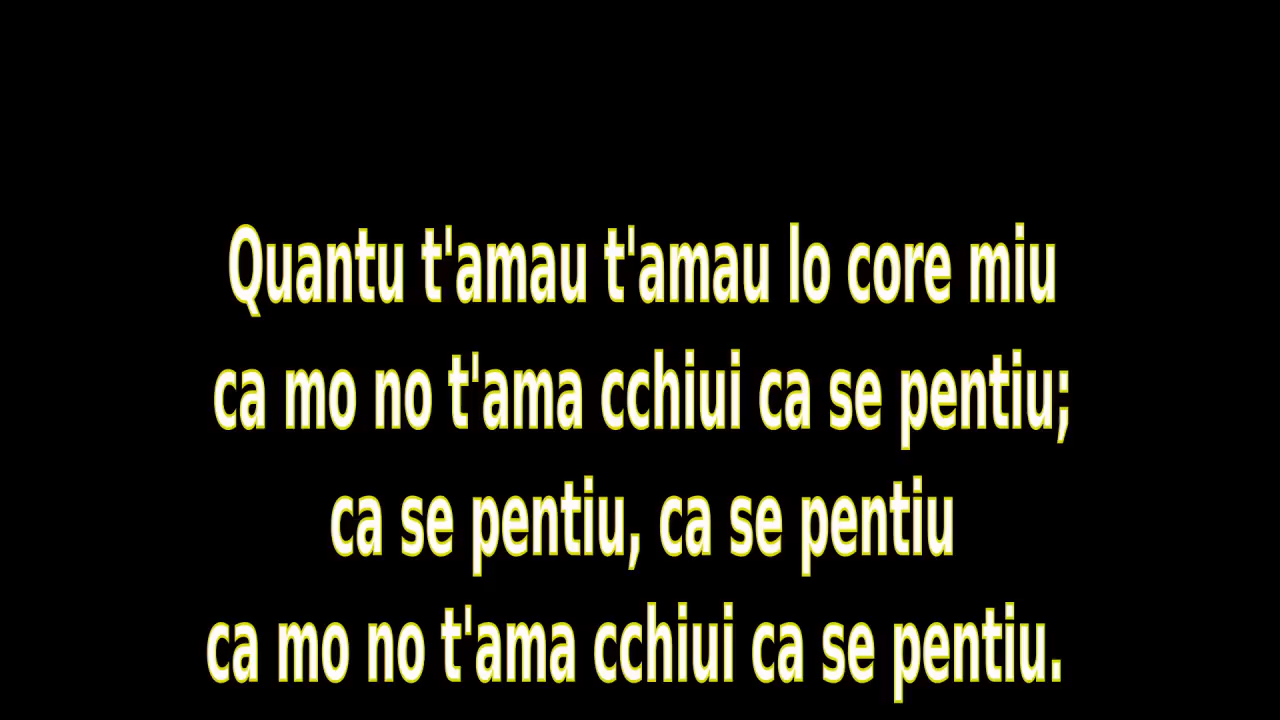 Quantu t'amau t'amau lo core miu
ca mo no t'ama cchiui ca se pentiu;
ca se pentiu, ca se pentiu
ca mo no t'ama cchiui ca se pentiu.